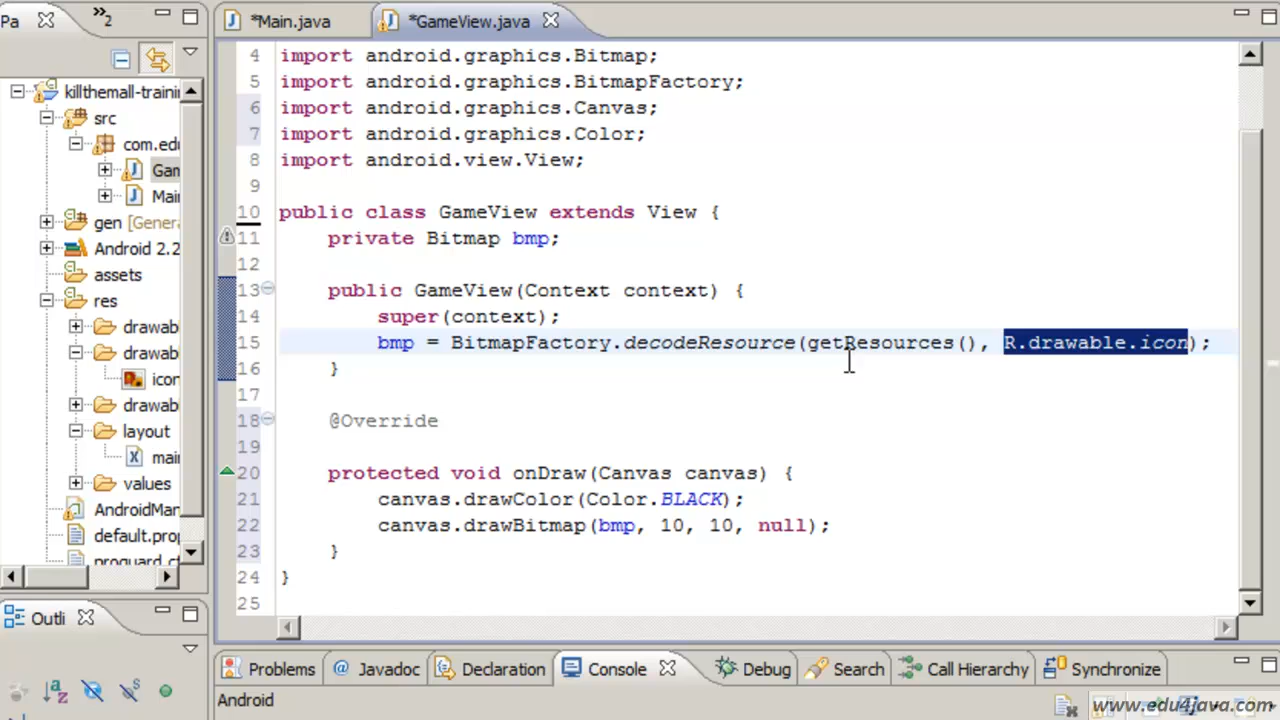 Pa
2
*Main.java
*GameView.java
killthemall-traini
src
com.edu
Gam
Mai
gen [Genera
Android 2.2
assets
res
drawab
drawab
icon
drawab
layout
main
values
AndroidMan
default.prop
proguard.cf
4 import android.graphics.Bitmap;
5 import android.graphics.BitmapFactory;
6 import android.graphics.Canvas;
7 import android.graphics.Color;
8 import android.view.View;
9
10 public class GameView extends View {
11 private Bitmap bmp;
12
13 public GameView(Context context) {
14 super(context);
15 bmp = BitmapFactory.decodeResource(getResources(), R.drawable.icon);
16 }
17
18 @Override
19
20 protected void onDraw(Canvas canvas) {
21 canvas.drawColor(Color.BLACK);
22 canvas.drawBitmap(bmp, 10, 10, null);
23 }
24 }
25
Outli
Problems @ Javadoc Declaration Console Debug Search Call Hierarchy Synchronize
Android
www.edu4java.com